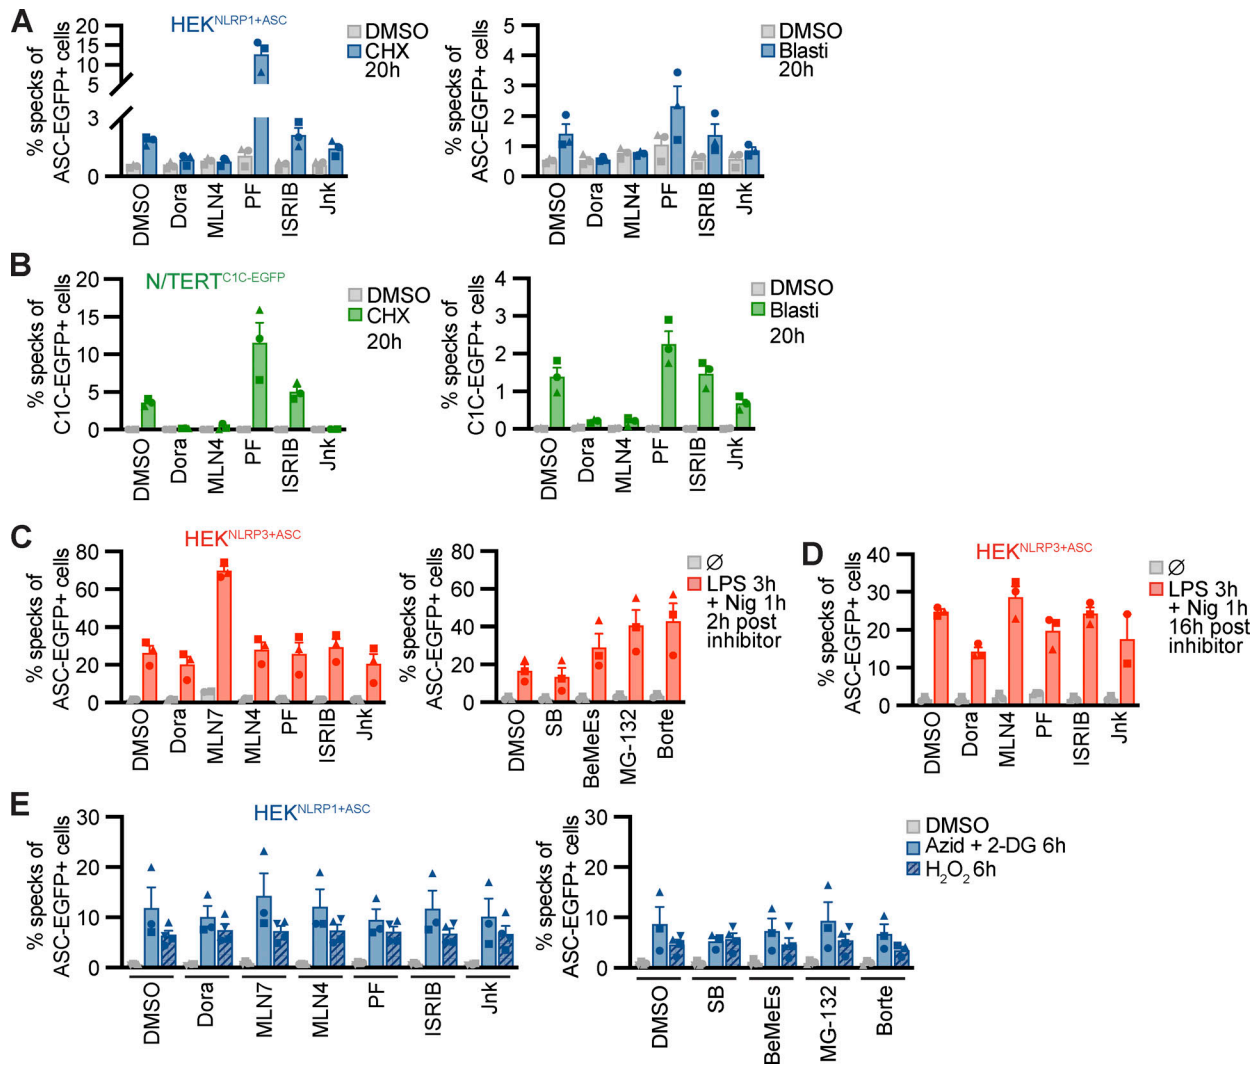 A
HEK^NLRP1+ASC
% specks of
ASC-EGFP+ cells
20
15
10
5
3
0
DMSO
CHX
20h
DMSO
Dora
MLN4
PF
ISRIB
Jnk
% specks of
ASC-EGFP+ cells
5
4
3
2
1
0
DMSO
Blasti
20h
DMSO
Dora
MLN4
PF
ISRIB
Jnk
B
N/TERT^C1C-EGFP
% specks of
C1C-EGFP+ cells
20
15
10
5
0
DMSO
CHX
20h
DMSO
Dora
MLN4
PF
ISRIB
Jnk
% specks of
C1C-EGFP+ cells
4
3
2
1
0
DMSO
Blasti
20h
DMSO
Dora
MLN4
PF
ISRIB
Jnk
C
HEK^NLRP3+ASC
% specks of
ASC-EGFP+ cells
80
60
40
20
0
DMSO
Dora
MLN7
MLN4
PF
ISRIB
Jnk
% specks of
ASC-EGFP+ cells
80
60
40
20
0
∅
LPS 3h
+ Nig 1h
2h post
inhibitor
DMSO
SB
BeMeEs
MG-132
Borte
D
HEK^NLRP3+ASC
% specks of
ASC-EGFP+ cells
40
30
20
10
0
∅
LPS 3h
+ Nig 1h
16h post
inhibitor
DMSO
Dora
MLN4
PF
ISRIB
Jnk
E
HEK^NLRP1+ASC
% specks of
ASC-EGFP+ cells
30
20
10
0
DMSO
Dora
MLN7
MLN4
PF
ISRIB
Jnk
% specks of
ASC-EGFP+ cells
30
20
10
0
DMSO
Azid + 2-DG 6h
H₂O₂ 6h
DMSO
SB
BeMeEs
MG-132
Borte